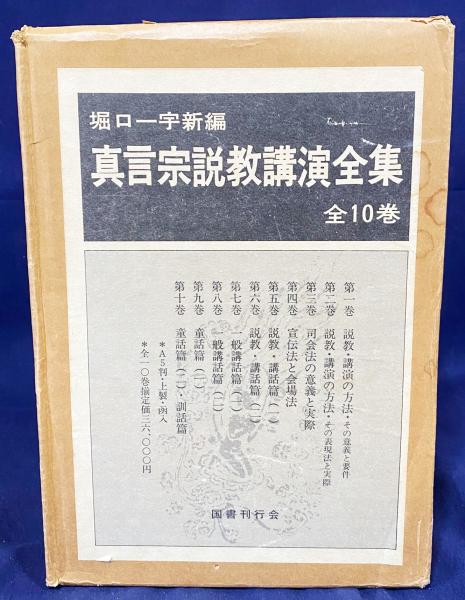 堀口一宇新編
真言宗説教講演全集
全10巻
第一巻 説教・講演の方法・その意義と要件
第二巻 説教・講演の方法・その表現法と実際
第三巻 司会法の意義と実際
第四巻 宣伝法と会場法
第五巻 説教・講話篇(一)
第六巻 説教・講話篇(二)
第七巻 一般講話篇(一)
第八巻 一般講話篇(二)
第九巻 童話篇(一)
第十巻 童話篇(二)・訓話篇
*A5判・上製・函入
*全一〇巻揃定価三六、〇〇〇円
国書刊行会